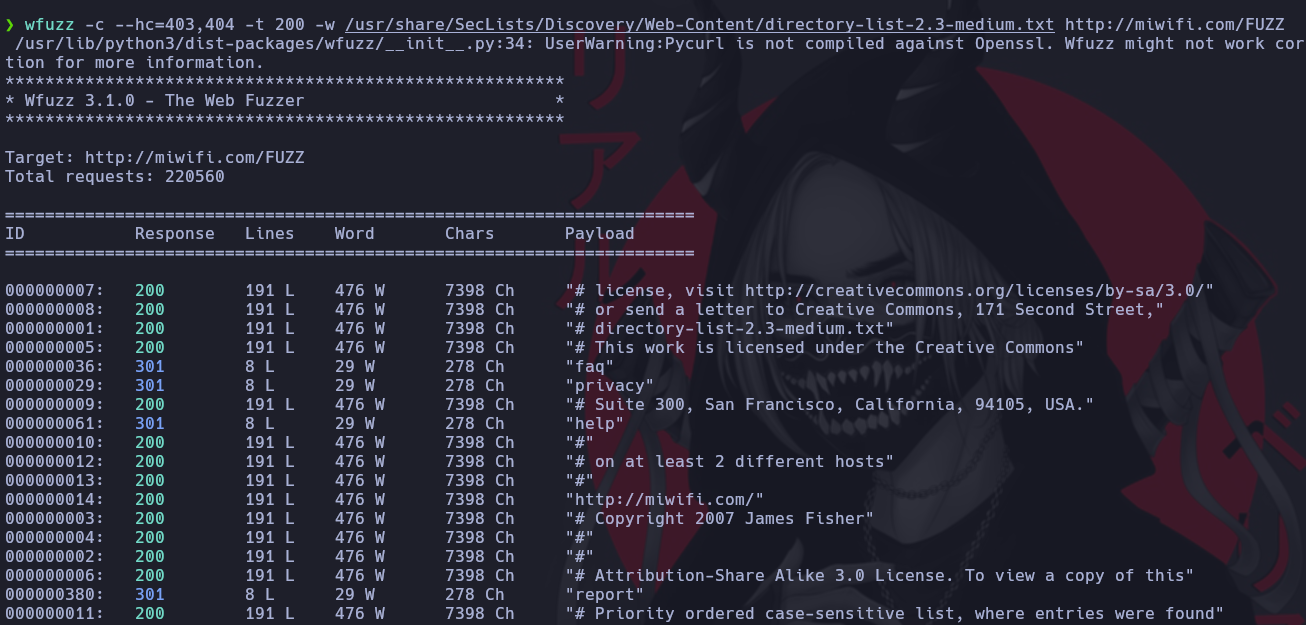 ❯ wfuzz -c --hc=403,404 -t 200 -w /usr/share/SecLists/Discovery/Web-Content/directory-list-2.3-medium.txt http://miwifi.com/FUZZ
/usr/lib/python3/dist-packages/wfuzz/__init__.py:34: UserWarning:Pycurl is not compiled against Openssl. Wfuzz might not work cor
tion for more information.
********************************************************
* Wfuzz 3.1.0 - The Web Fuzzer                         *
********************************************************
Target: http://miwifi.com/FUZZ
Total requests: 220560
=====================================================================
ID           Response   Lines    Word       Chars       Payload
=====================================================================
000000007:   200        191 L    476 W      7398 Ch     "# license, visit http://creativecommons.org/licenses/by-sa/3.0/"
000000008:   200        191 L    476 W      7398 Ch     "# or send a letter to Creative Commons, 171 Second Street,"
000000001:   200        191 L    476 W      7398 Ch     "# directory-list-2.3-medium.txt"
000000005:   200        191 L    476 W      7398 Ch     "# This work is licensed under the Creative Commons"
000000036:   301        8 L      29 W       278 Ch      "faq"
000000029:   301        8 L      29 W       278 Ch      "privacy"
000000009:   200        191 L    476 W      7398 Ch     "# Suite 300, San Francisco, California, 94105, USA."
000000061:   301        8 L      29 W       278 Ch      "help"
000000010:   200        191 L    476 W      7398 Ch     "#"
000000012:   200        191 L    476 W      7398 Ch     "# on at least 2 different hosts"
000000013:   200        191 L    476 W      7398 Ch     "#"
000000014:   200        191 L    476 W      7398 Ch     "http://miwifi.com/"
000000003:   200        191 L    476 W      7398 Ch     "# Copyright 2007 James Fisher"
000000004:   200        191 L    476 W      7398 Ch     "#"
000000002:   200        191 L    476 W      7398 Ch     "#"
000000006:   200        191 L    476 W      7398 Ch     "# Attribution-Share Alike 3.0 License. To view a copy of this"
000000380:   301        8 L      29 W       278 Ch      "report"
000000011:   200        191 L    476 W      7398 Ch     "# Priority ordered case-sensitive list, where entries were found"
リアル